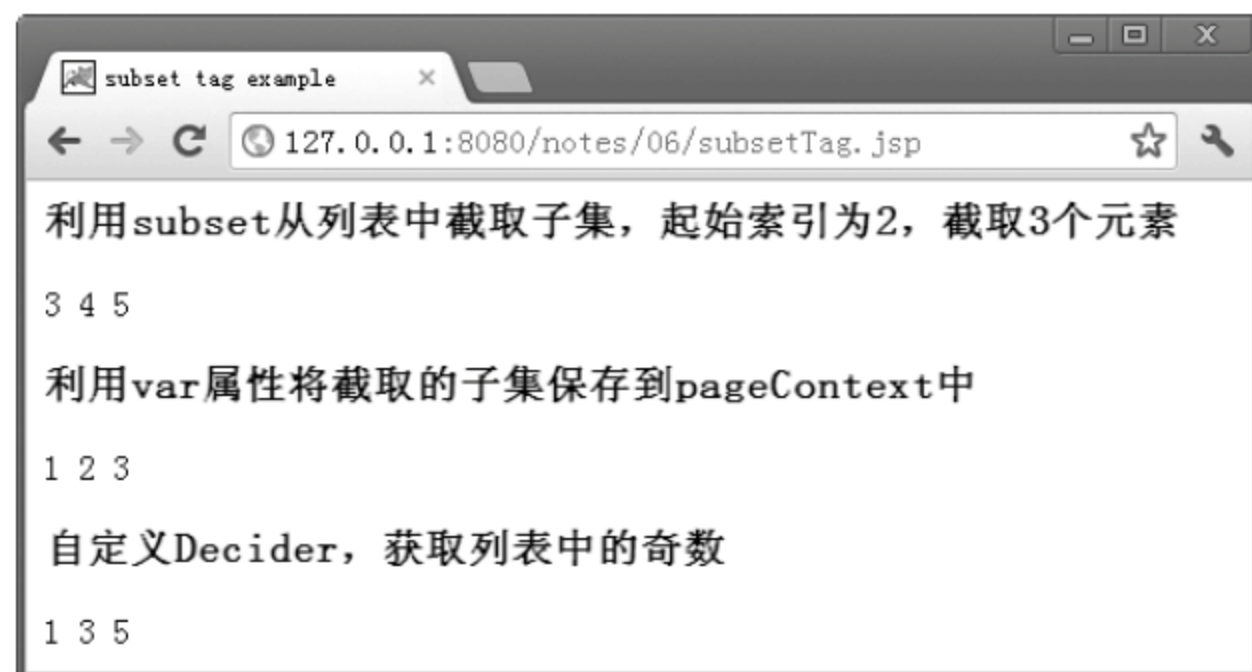 subset tag example
127.0.0.1:8080/notes/06/subsetTag.jsp
利用subset从列表中截取子集，起始索引为2，截取3个元素
3 4 5
利用var属性将截取的子集保存到pageContext中
1 2 3
自定义Decider，获取列表中的奇数
1 3 5